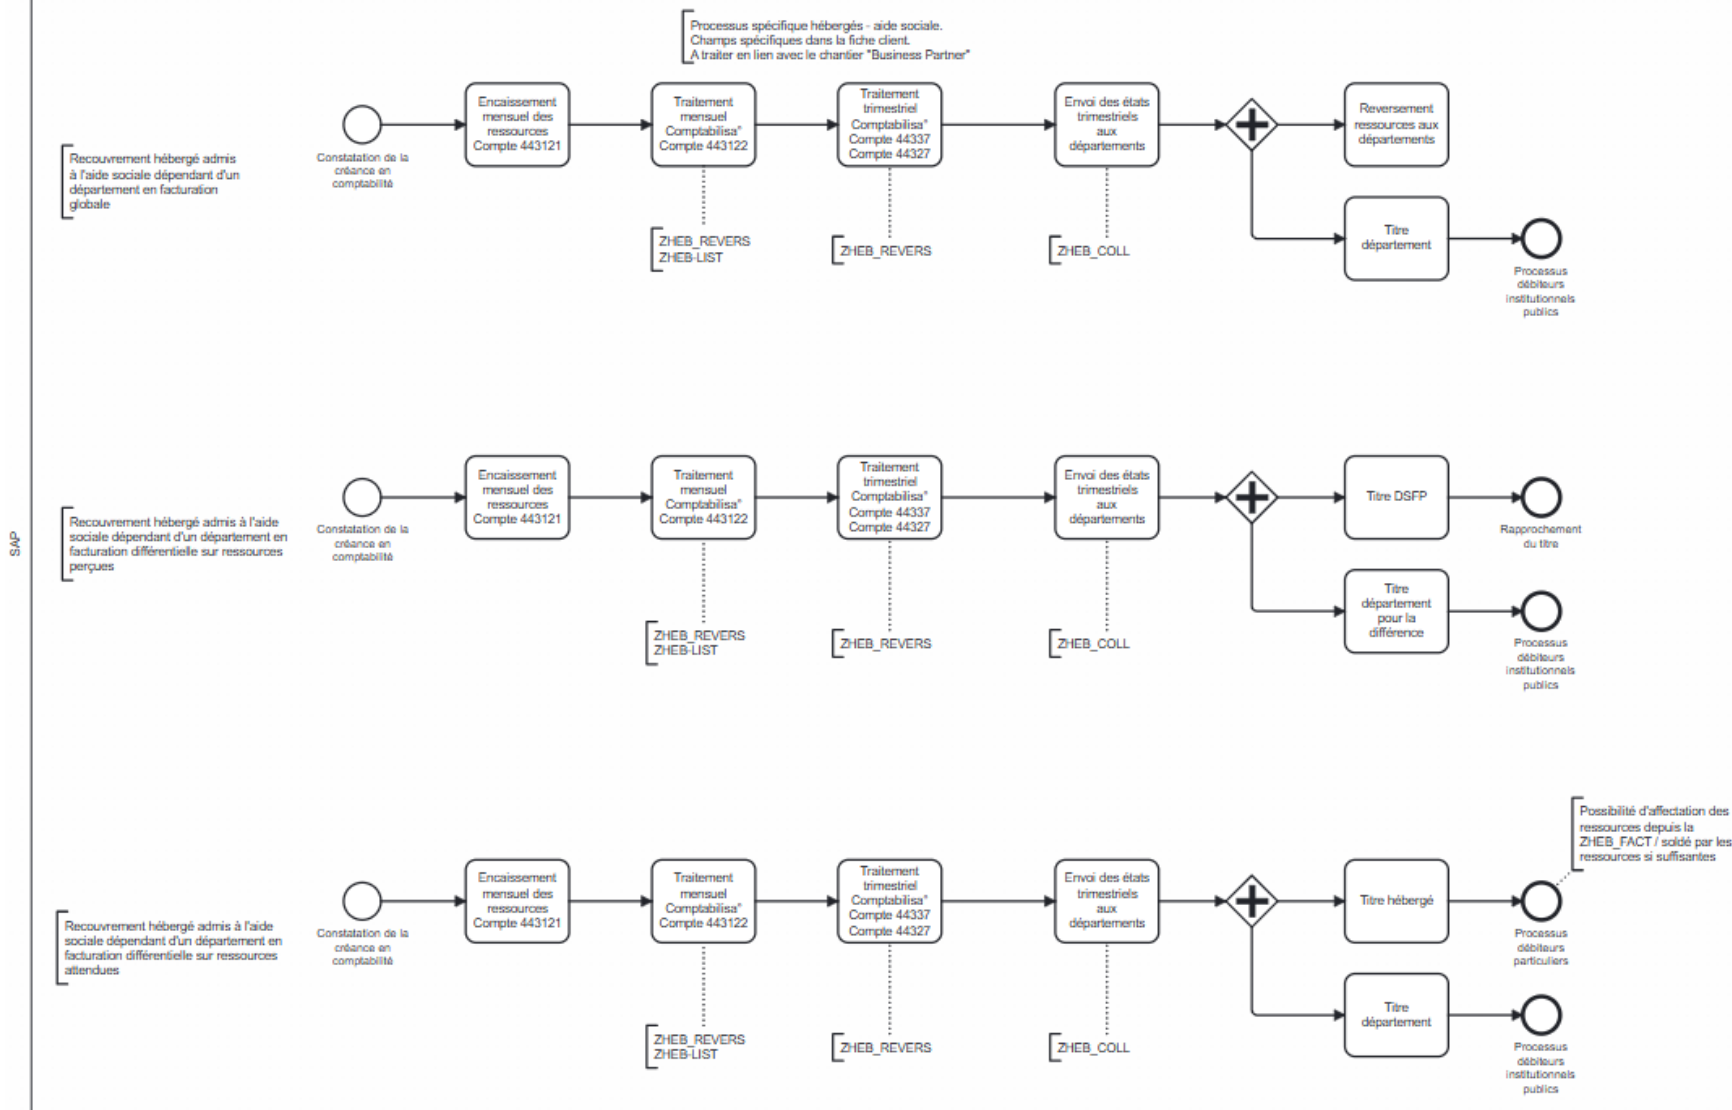 Processus spécifique hébergés - aide sociale.
Champs spécifiques dans la fiche client.
A traiter en lien avec le chantier "Business Partner"
SAP
Recouvrement hébergé admis
à l'aide sociale dépendant d'un
département en facturation
globale
Constatation de la
créance en
comptabilité
Encaissement
mensuel des
ressources
Compte 443121
Traitement
mensuel
Comptabilisa°
Compte 443122
ZHEB_REVERS
ZHEB-LIST
Traitement
trimestriel
Comptabilisa°
Compte 44337
Compte 44327
ZHEB_REVERS
Envoi des états
trimestriels
aux
départements
ZHEB_COLL
Reversement
ressources aux
départements
Titre
département
Processus
débiteurs
institutionnels
publics
Recouvrement hébergé admis à l'aide
sociale dépendant d'un département en
facturation différentielle sur ressources
perçues
Constatation de la
créance en
comptabilité
Encaissement
mensuel des
ressources
Compte 443121
Traitement
mensuel
Comptabilisa°
Compte 443122
ZHEB_REVERS
ZHEB-LIST
Traitement
trimestriel
Comptabilisa°
Compte 44337
Compte 44327
ZHEB_REVERS
Envoi des états
trimestriels
aux
départements
ZHEB_COLL
Titre DSFP
Rapprochement
du titre
Titre
département
pour la
différence
Processus
débiteurs
institutionnels
publics
Recouvrement hébergé admis à l'aide
sociale dépendant d'un département en
facturation différentielle sur ressources
attendues
Constatation de la
créance en
comptabilité
Encaissement
mensuel des
ressources
Compte 443121
Traitement
mensuel
Comptabilisa°
Compte 443122
ZHEB_REVERS
ZHEB-LIST
Traitement
trimestriel
Comptabilisa°
Compte 44337
Compte 44327
ZHEB_REVERS
Envoi des états
trimestriels
aux
départements
ZHEB_COLL
Titre hébergé
Possibilité d'affectation des
ressources depuis la
ZHEB_FACT / soldé par les
ressources si suffisantes
Processus
débiteurs
particuliers
Titre
département
Processus
débiteurs
institutionnels
publics